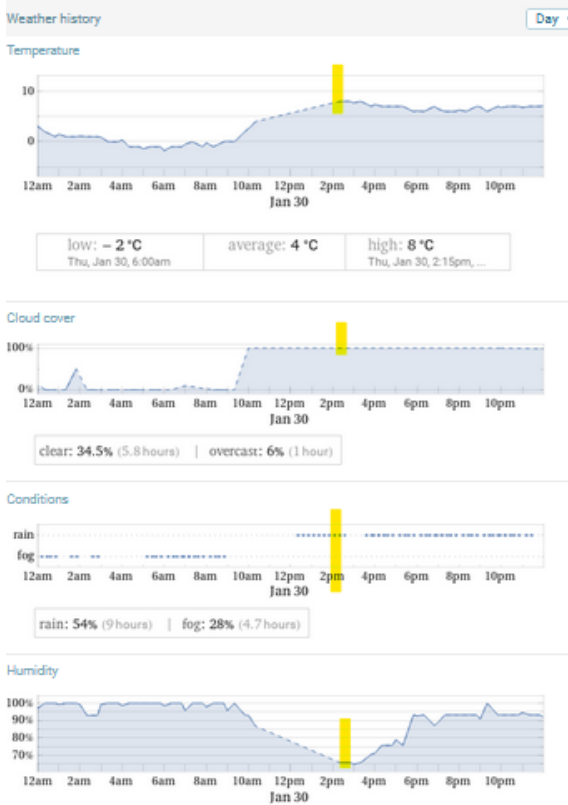 Weather history
Day
Temperature
10
0
12am 2am 4am 6am 8am 10am 12pm 2pm 4pm 6pm 8pm 10pm
Jan 30
low: – 2 °C average: 4 °C high: 8 °C
Thu, Jan 30, 6:00am Thu, Jan 30, 2:15pm, ...
Cloud cover
100%
0%
12am 2am 4am 6am 8am 10am 12pm 2pm 4pm 6pm 8pm 10pm
Jan 30
clear: 34.5% (5.8 hours) | overcast: 6% (1 hour)
Conditions
rain
fog
12am 2am 4am 6am 8am 10am 12pm 2pm 4pm 6pm 8pm 10pm
Jan 30
rain: 54% (9 hours) | fog: 28% (4.7 hours)
Humidity
100%
90%
80%
70%
12am 2am 4am 6am 8am 10am 12pm 2pm 4pm 6pm 8pm 10pm
Jan 30